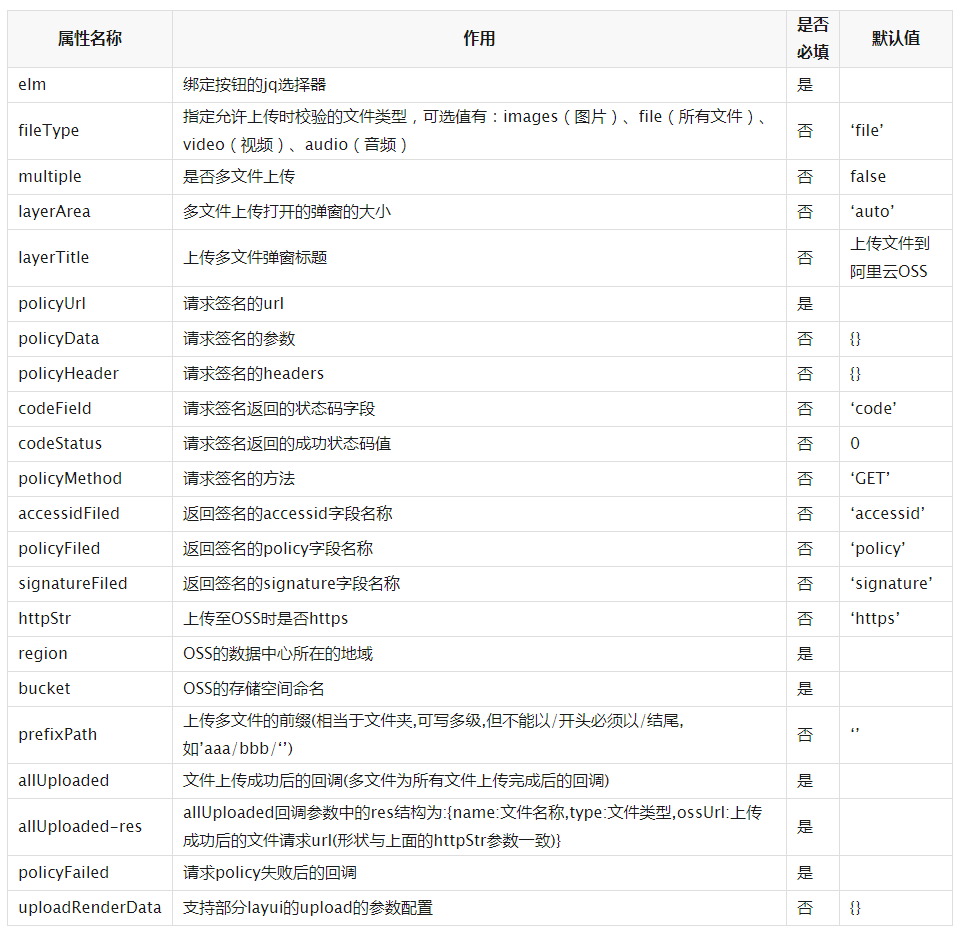 属性名称 作用 是否必填 默认值
elm 绑定按钮的jq选择器 是
fileType 指定允许上传时校验的文件类型，可选值有：images（图片）、file（所有文件）、video（视频）、audio（音频） 否 ‘file’
multiple 是否多文件上传 否 false
layerArea 多文件上传打开的弹窗的大小 否 ‘auto’
layerTitle 上传多文件弹窗标题 否 上传文件到阿里云OSS
policyUrl 请求签名的url 是
policyData 请求签名的参数 否 {}
policyHeader 请求签名的headers 否 {}
codeField 请求签名返回的状态码字段 否 ‘code’
codeStatus 请求签名返回的成功状态码值 否 0
policyMethod 请求签名的方法 否 ‘GET’
accessidFiled 返回签名的accessid字段名称 否 ‘accessid’
policyFiled 返回签名的policy字段名称 否 ‘policy’
signatureFiled 返回签名的signature字段名称 否 ‘signature’
httpStr 上传至OSS时是否https 否 ‘https’
region OSS的数据中心所在的地域 是
bucket OSS的存储空间命名 是
prefixPath 上传多文件的前缀(相当于文件夹,可写多级,但不能以/开头必须以/结尾,如’aaa/bbb/‘’) 否 ‘’
allUploaded 文件上传成功后的回调(多文件为所有文件上传完成后的回调) 是
allUploaded-res allUploaded回调参数中的res结构为:{name:文件名称,type:文件类型,ossUrl:上传成功后的文件请求url(形状与上面的httpStr参数一致)} 是
policyFailed 请求policy失败后的回调 是
uploadRenderData 支持部分layui的upload的参数配置 否 {}